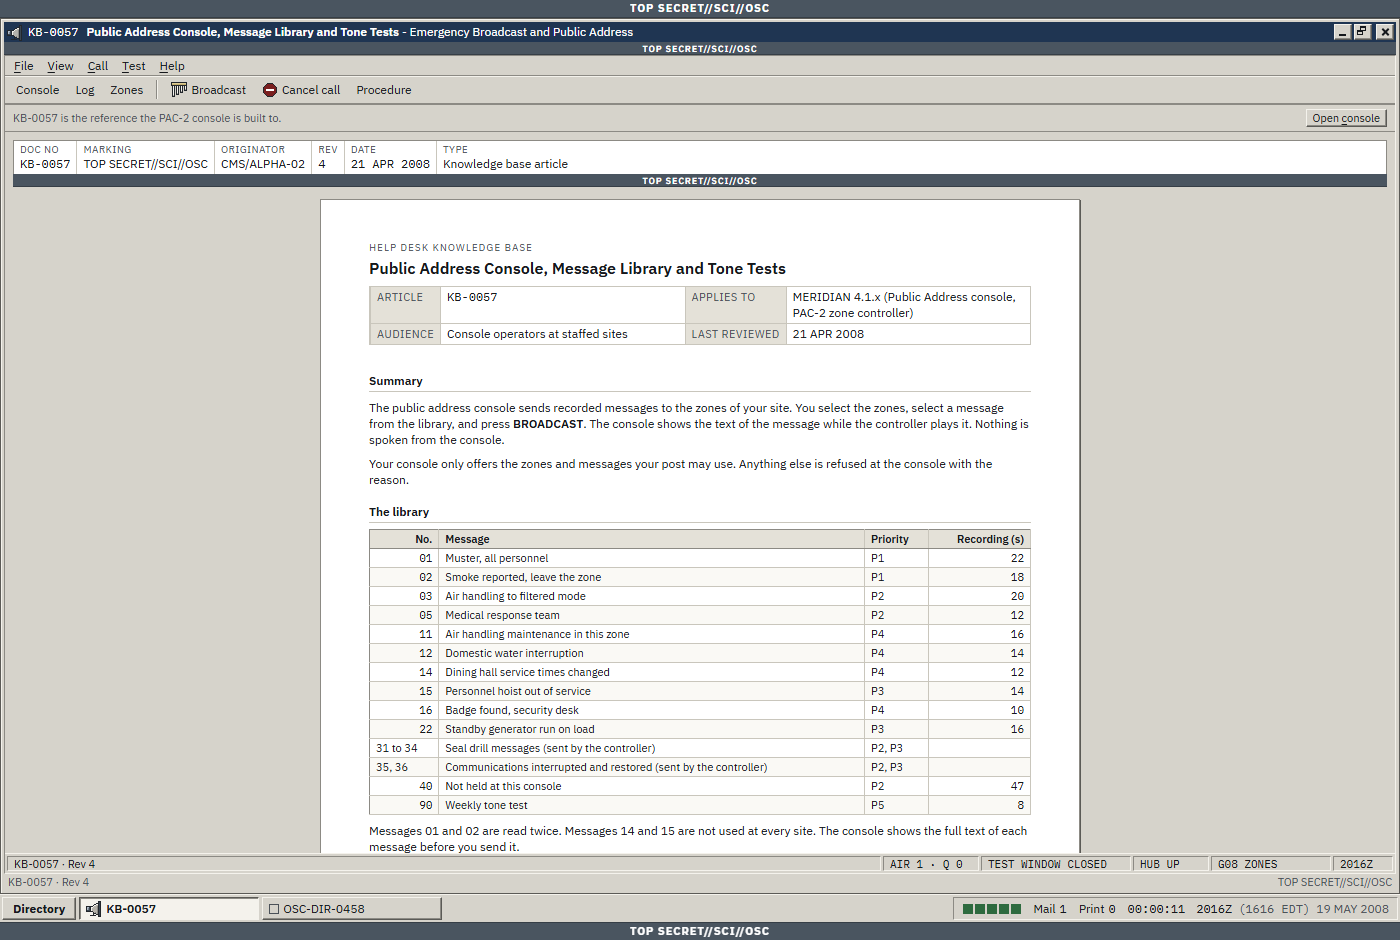 TOP SECRET//SCI//OSC
KB-0057 Public Address Console, Message Library and Tone Tests - Emergency Broadcast and Public Address
TOP SECRET//SCI//OSC
File View Call Test Help
Console Log Zones Broadcast Cancel call Procedure
KB-0057 is the reference the PAC-2 console is built to. Open console
DOC NO MARKING ORIGINATOR REV DATE TYPE
KB-0057 TOP SECRET//SCI//OSC CMS/ALPHA-02 4 21 APR 2008 Knowledge base article
TOP SECRET//SCI//OSC
HELP DESK KNOWLEDGE BASE
Public Address Console, Message Library and Tone Tests
ARTICLE KB-0057 APPLIES TO MERIDIAN 4.1.x (Public Address console,
PAC-2 zone controller)
AUDIENCE Console operators at staffed sites LAST REVIEWED 21 APR 2008
Summary
The public address console sends recorded messages to the zones of your site. You select the zones, select a message
from the library, and press BROADCAST. The console shows the text of the message while the controller plays it. Nothing is
spoken from the console.
Your console only offers the zones and messages your post may use. Anything else is refused at the console with the
reason.
The library
No. Message Priority Recording (s)
01 Muster, all personnel P1 22
02 Smoke reported, leave the zone P1 18
03 Air handling to filtered mode P2 20
05 Medical response team P2 12
11 Air handling maintenance in this zone P4 16
12 Domestic water interruption P4 14
14 Dining hall service times changed P4 12
15 Personnel hoist out of service P3 14
16 Badge found, security desk P4 10
22 Standby generator run on load P3 16
31 to 34 Seal drill messages (sent by the controller) P2, P3
35, 36 Communications interrupted and restored (sent by the controller) P2, P3
40 Not held at this console P2 47
90 Weekly tone test P5 8
Messages 01 and 02 are read twice. Messages 14 and 15 are not used at every site. The console shows the full text of each
message before you send it.
KB-0057 · Rev 4 AIR 1 · Q 0 TEST WINDOW CLOSED HUB UP G08 ZONES 2016Z
KB-0057 · Rev 4 TOP SECRET//SCI//OSC
Directory KB-0057 OSC-DIR-0458 Mail 1 Print 0 00:00:11 2016Z (1616 EDT) 19 MAY 2008
TOP SECRET//SCI//OSC